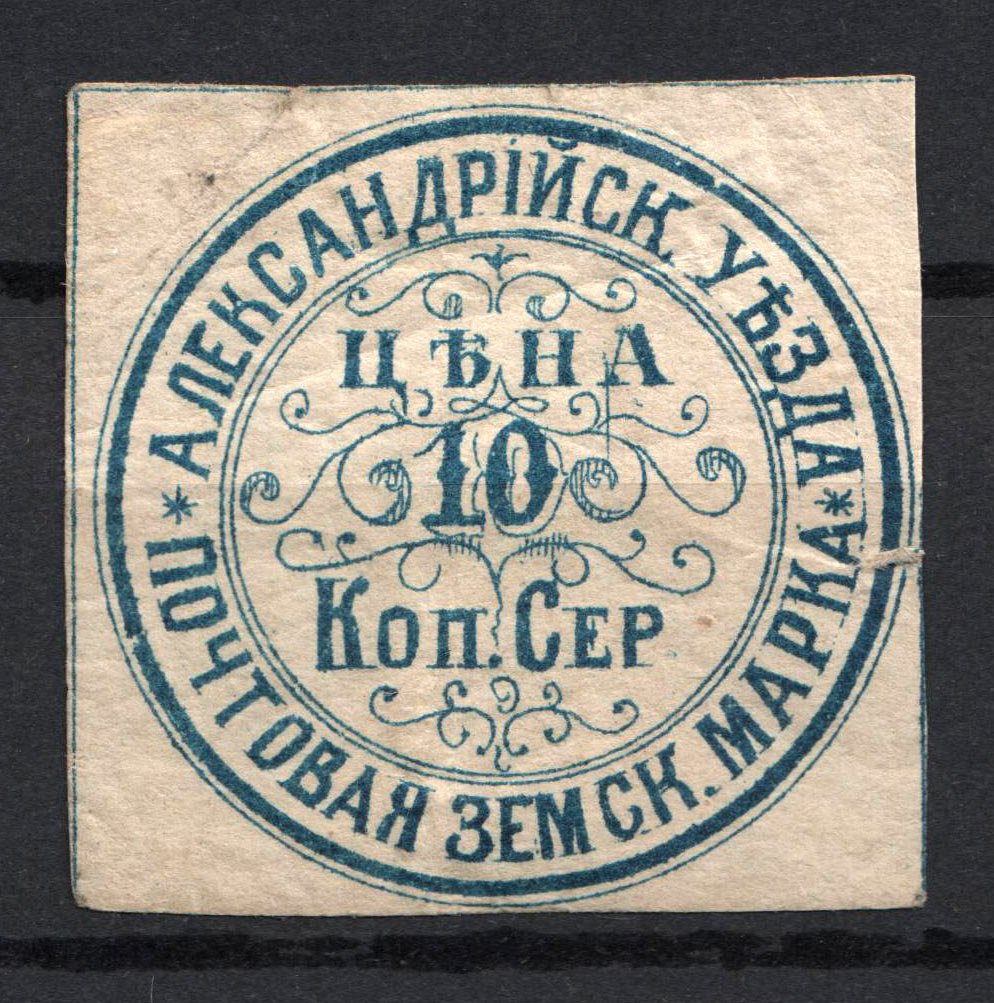 АЛЕКСАНДРІЙСК. УѢЗДА
ЦѢНА
10
КОП. СЕР
* ПОЧТОВАЯ ЗЕМСК. МАРКА *